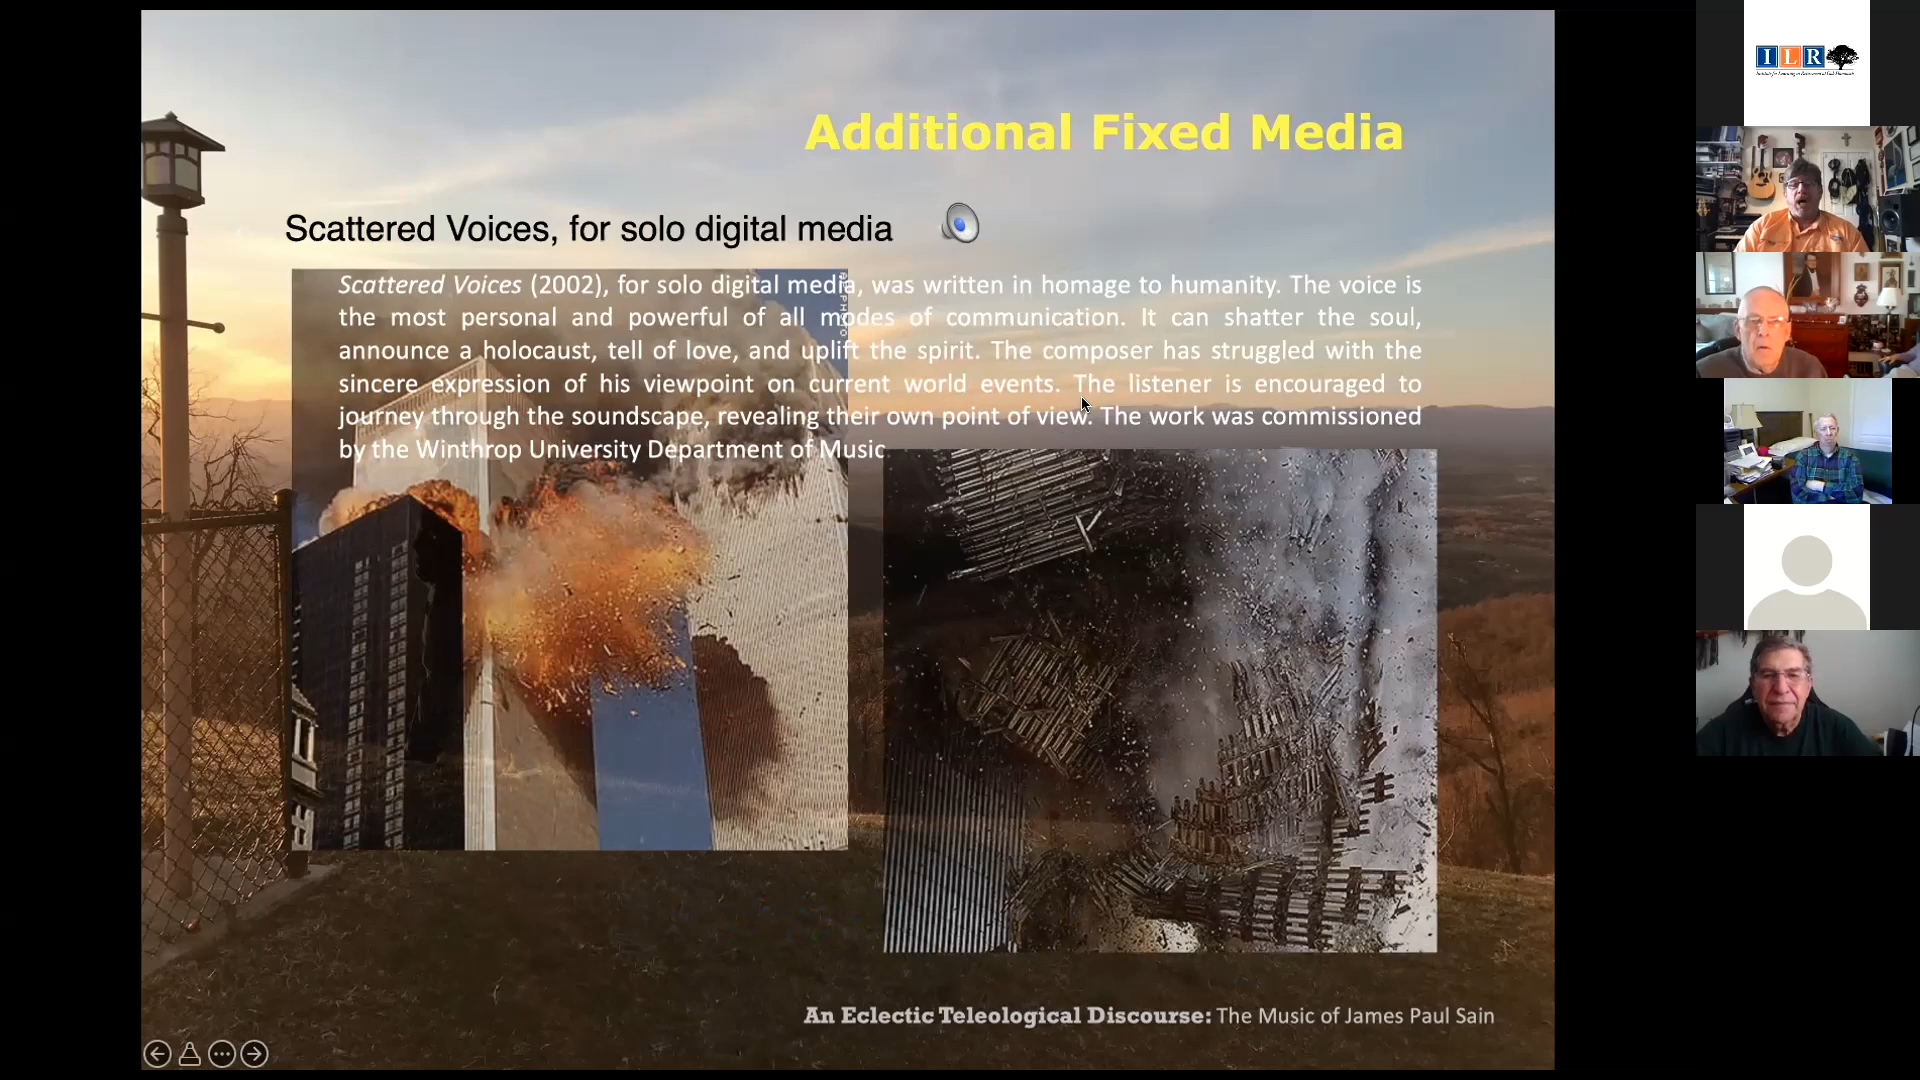 Additional Fixed Media
Scattered Voices, for solo digital media
Scattered Voices (2002), for solo digital media, was written in homage to humanity. The voice is
the most personal and powerful of all modes of communication. It can shatter the soul,
announce a holocaust, tell of love, and uplift the spirit. The composer has struggled with the
sincere expression of his viewpoint on current world events. The listener is encouraged to
journey through the soundscape, revealing their own point of view. The work was commissioned
by the Winthrop University Department of Music
An Eclectic Teleological Discourse: The Music of James Paul Sain
ILR